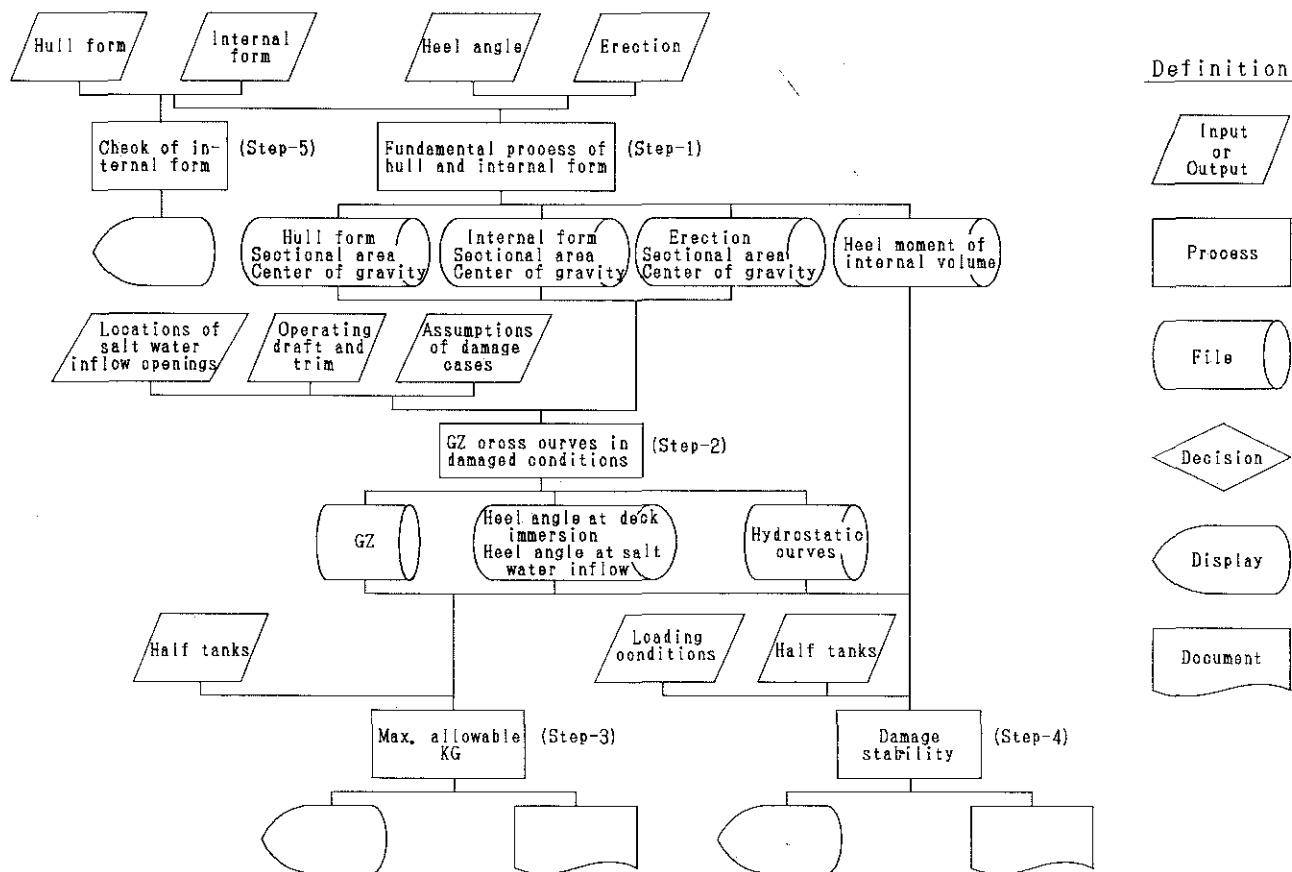 Hull form
Internal
form
Heel angle
Erection
Definition
Check of in-
ternal form
(Step-5)
Fundamental process of
hull and internal form
(Step-1)
Input
or
Output
Hull form
Sectional area
Center of gravity
Internal form
Sectional area
Center of gravity
Erection
Sectional area
Center of gravity
Heel moment of
internal volume
Process
Locations of
salt water
inflow openings
Operating
draft and
trim
Assumptions
of damage
cases
File
GZ cross curves in
damaged conditions
(Step-2)
Decision
GZ
Heel angle at deck
immersion
Heel angle at salt
water inflow
Hydrostatic
curves
Display
Half tanks
Loading
conditions
Half tanks
Document
Max. allowable
KG
(Step-3)
Damage
stability
(Step-4)